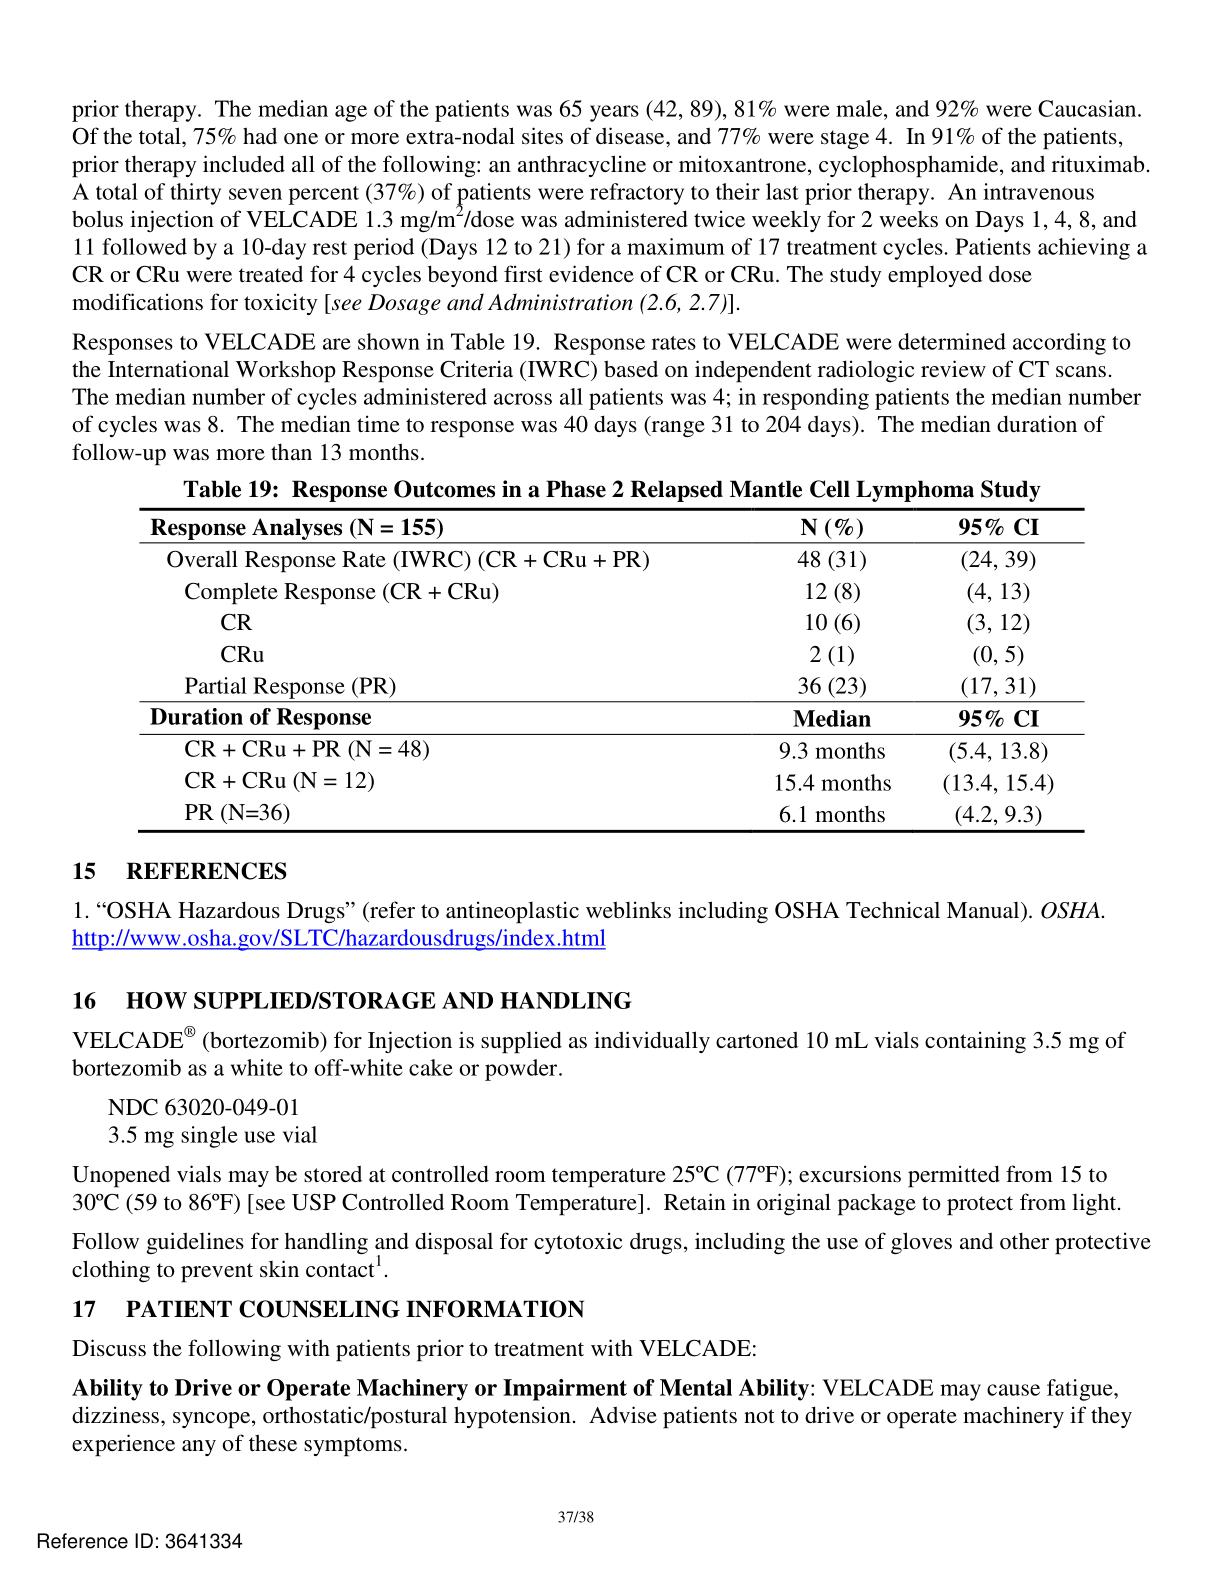 prior therapy. The median age of the patients was 65 years (42, 89), 81% were male, and 92% were Caucasian.
Of the total, 75% had one or more extra-nodal sites of disease, and 77% were stage 4. In 91% of the patients,
prior therapy included all of the following: an anthracycline or mitoxantrone, cyclophosphamide, and rituximab.
A total of thirty seven percent (37%) of patients were refractory to their last prior therapy. An intravenous
bolus injection of VELCADE 1.3 mg/m²/dose was administered twice weekly for 2 weeks on Days 1, 4, 8, and
11 followed by a 10-day rest period (Days 12 to 21) for a maximum of 17 treatment cycles. Patients achieving a
CR or CRu were treated for 4 cycles beyond first evidence of CR or CRu. The study employed dose
modifications for toxicity [see Dosage and Administration (2.6, 2.7)].
Responses to VELCADE are shown in Table 19. Response rates to VELCADE were determined according to
the International Workshop Response Criteria (IWRC) based on independent radiologic review of CT scans.
The median number of cycles administered across all patients was 4; in responding patients the median number
of cycles was 8. The median time to response was 40 days (range 31 to 204 days). The median duration of
follow-up was more than 13 months.
Table 19: Response Outcomes in a Phase 2 Relapsed Mantle Cell Lymphoma Study
Response Analyses (N = 155) N (%) 95% CI
Overall Response Rate (IWRC) (CR + CRu + PR) 48 (31) (24, 39)
Complete Response (CR + CRu) 12 (8) (4, 13)
CR 10 (6) (3, 12)
CRu 2 (1) (0, 5)
Partial Response (PR) 36 (23) (17, 31)
Duration of Response Median 95% CI
CR + CRu + PR (N = 48) 9.3 months (5.4, 13.8)
CR + CRu (N = 12) 15.4 months (13.4, 15.4)
PR (N=36) 6.1 months (4.2, 9.3)
15 REFERENCES
1. “OSHA Hazardous Drugs” (refer to antineoplastic weblinks including OSHA Technical Manual). OSHA.
http://www.osha.gov/SLTC/hazardousdrugs/index.html
16 HOW SUPPLIED/STORAGE AND HANDLING
VELCADE® (bortezomib) for Injection is supplied as individually cartoned 10 mL vials containing 3.5 mg of
bortezomib as a white to off-white cake or powder.
NDC 63020-049-01
3.5 mg single use vial
Unopened vials may be stored at controlled room temperature 25ºC (77ºF); excursions permitted from 15 to
30ºC (59 to 86ºF) [see USP Controlled Room Temperature]. Retain in original package to protect from light.
Follow guidelines for handling and disposal for cytotoxic drugs, including the use of gloves and other protective
clothing to prevent skin contact¹.
17 PATIENT COUNSELING INFORMATION
Discuss the following with patients prior to treatment with VELCADE:
Ability to Drive or Operate Machinery or Impairment of Mental Ability: VELCADE may cause fatigue,
dizziness, syncope, orthostatic/postural hypotension. Advise patients not to drive or operate machinery if they
experience any of these symptoms.
37/38
Reference ID: 3641334